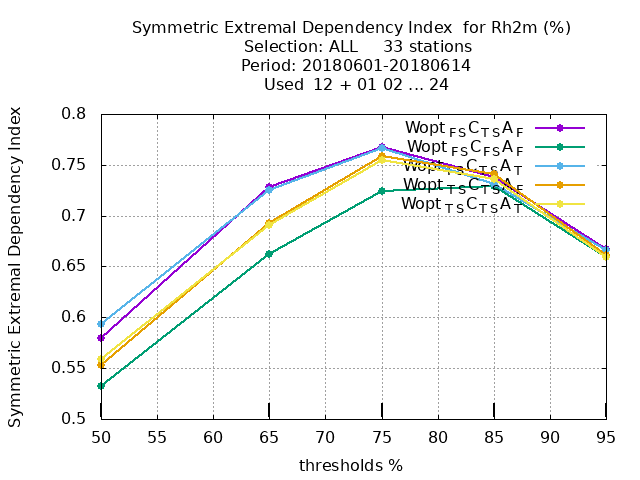 Symmetric Extremal Dependency Index for Rh2m (%)
Selection: ALL 33 stations
Period: 20180601-20180614
Used 12 + 01 02 ... 24
Symmetric Extremal Dependency Index
0.8
0.75
0.7
0.65
0.6
0.55
0.5
Wopt FS C TS A F
Wopt FS C FS A F
Wopt FS C TS A T
Wopt TS C TS A F
Wopt TS C TS A T
50 55 60 65 70 75 80 85 90 95
thresholds %